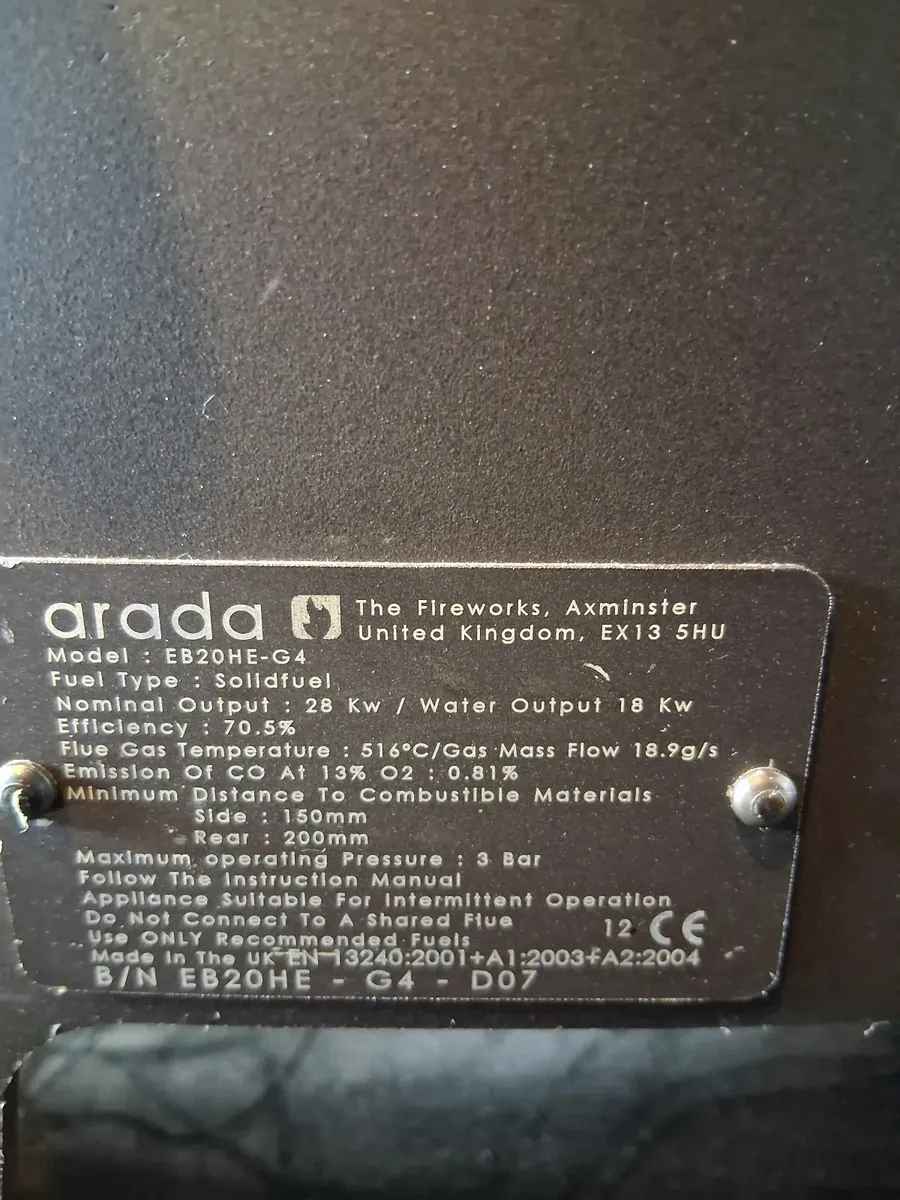 arada
The Fireworks, Axminster
United Kingdom, EX13 5HU
Model : EB20HE-G4
Fuel Type : Solidfuel
Nominal Output : 28 Kw / Water Output 18 Kw
Efficiency : 70.5%
Flue Gas Temperature : 516°C/Gas Mass Flow 18.9g/s
Emission Of CO At 13% O2 : 0.81%
Minimum Distance To Combustible Materials
Side : 150mm
Rear : 200mm
Maximum operating Pressure : 3 Bar
Follow The Instruction Manual
Appliance Suitable For Intermittent Operation
Do Not Connect To A Shared Flue
12 CE
Use ONLY Recommended Fuels
Made In The UK EN 13240:2001+A1:2003+A2:2004
B/N EB20HE - G4 - D07